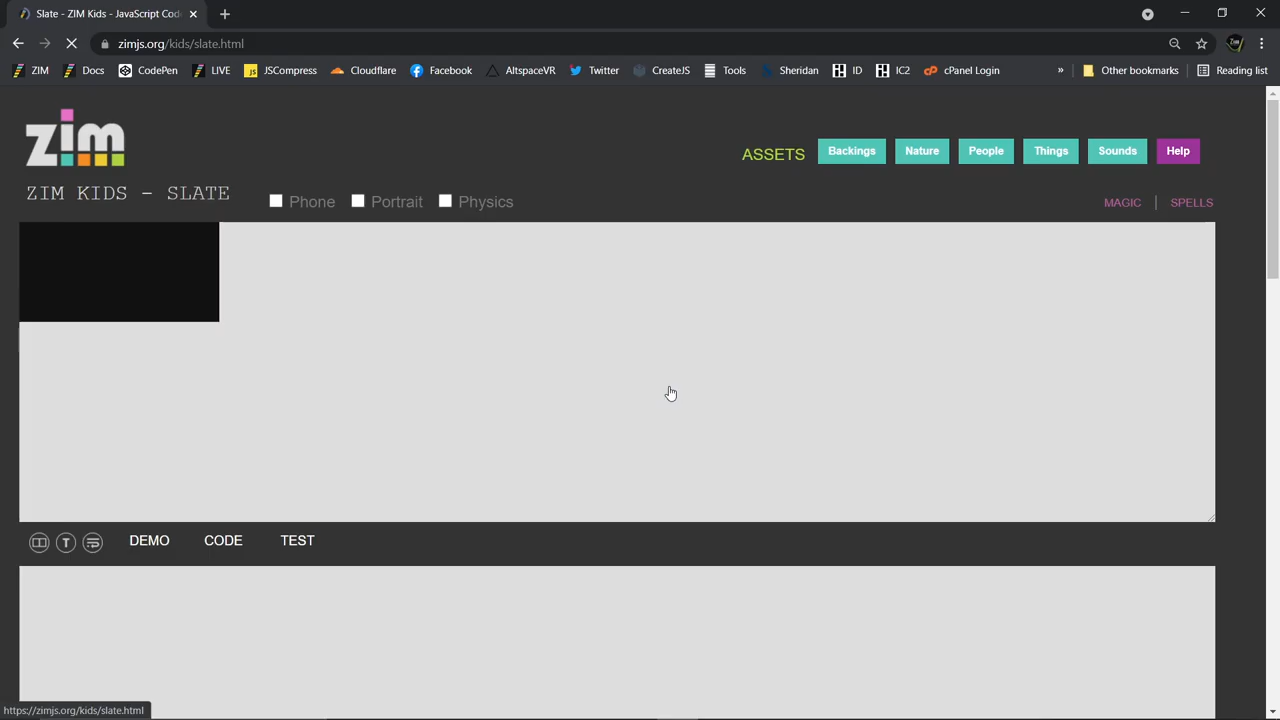 Slate - ZIM Kids - JavaScript Cod
zimjs.org/kids/slate.html
ZIM Docs CodePen LIVE JSCompress Cloudflare Facebook AltspaceVR Twitter CreateJS Tools Sheridan ID IC2 cPanel Login » Other bookmarks Reading list
zim
ASSETS Backings Nature People Things Sounds Help
ZIM KIDS - SLATE
Phone Portrait Physics
MAGIC | SPELLS
T DEMO CODE TEST
https://zimjs.org/kids/slate.html